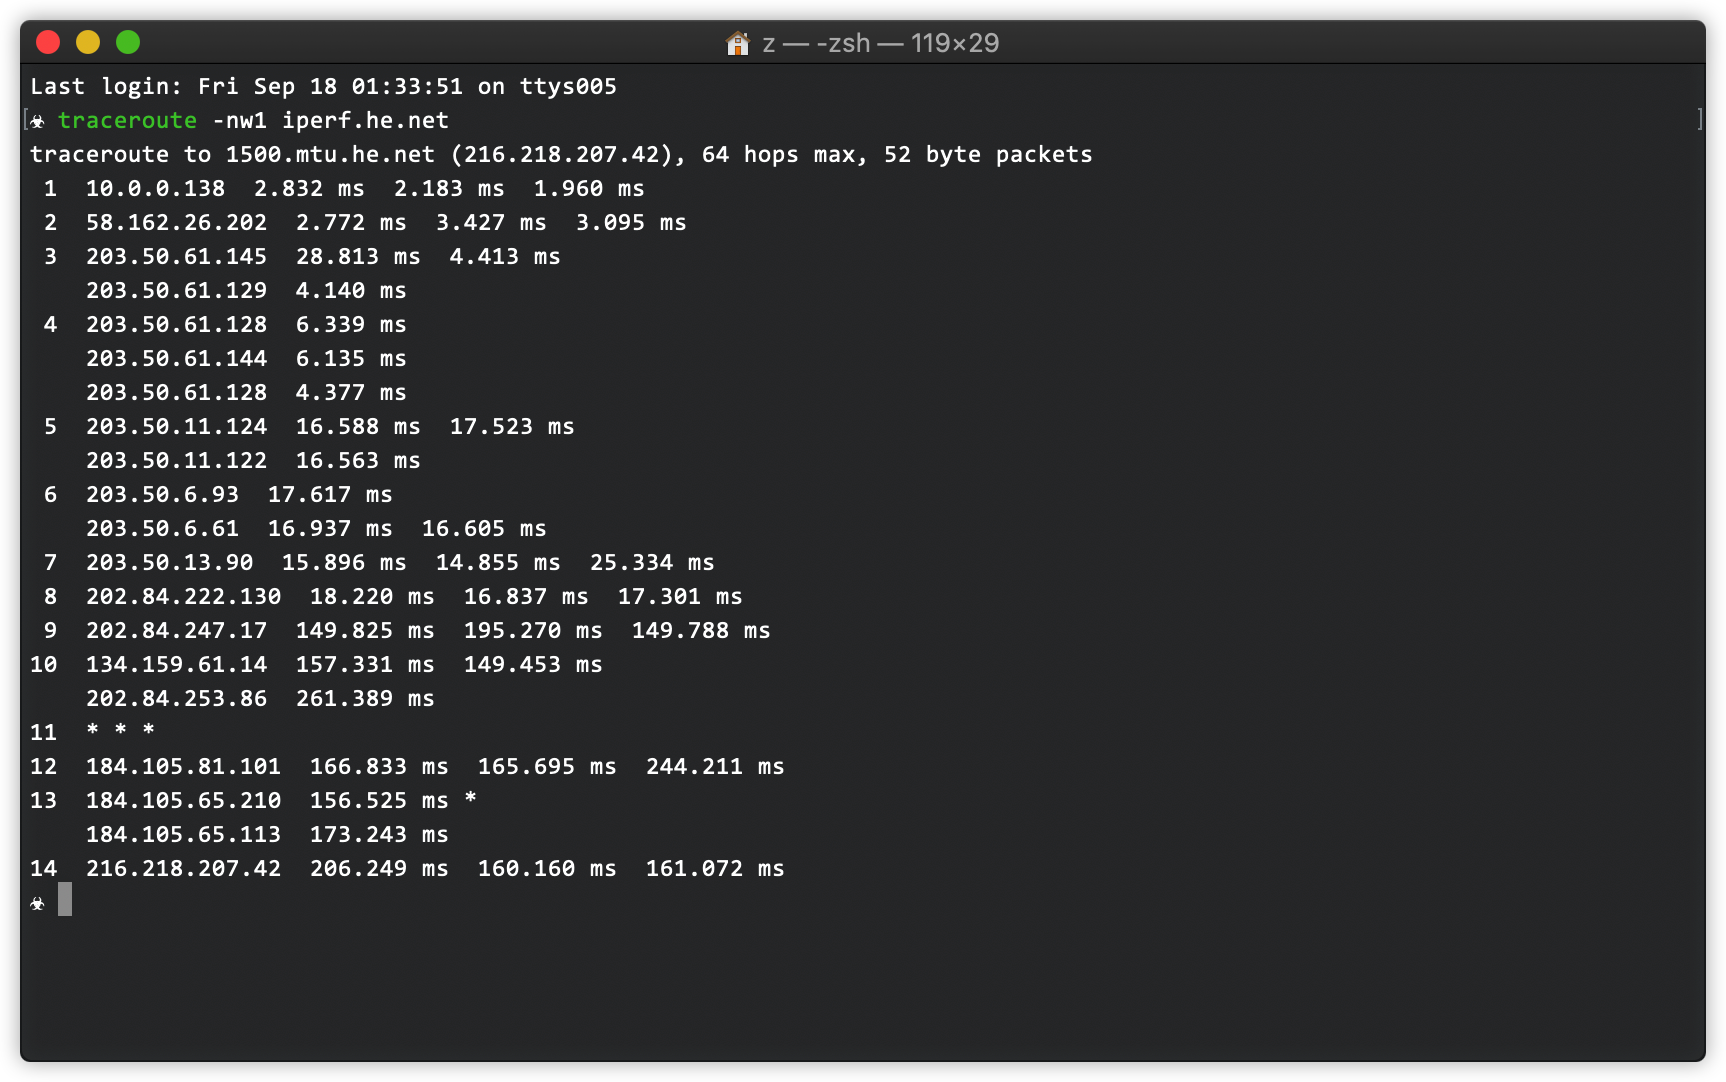 z — -zsh — 119×29
Last login: Fri Sep 18 01:33:51 on ttys005
[☣ traceroute -nw1 iperf.he.net ]
traceroute to 1500.mtu.he.net (216.218.207.42), 64 hops max, 52 byte packets
 1  10.0.0.138  2.832 ms  2.183 ms  1.960 ms
 2  58.162.26.202  2.772 ms  3.427 ms  3.095 ms
 3  203.50.61.145  28.813 ms  4.413 ms
    203.50.61.129  4.140 ms
 4  203.50.61.128  6.339 ms
    203.50.61.144  6.135 ms
    203.50.61.128  4.377 ms
 5  203.50.11.124  16.588 ms  17.523 ms
    203.50.11.122  16.563 ms
 6  203.50.6.93  17.617 ms
    203.50.6.61  16.937 ms  16.605 ms
 7  203.50.13.90  15.896 ms  14.855 ms  25.334 ms
 8  202.84.222.130  18.220 ms  16.837 ms  17.301 ms
 9  202.84.247.17  149.825 ms  195.270 ms  149.788 ms
10  134.159.61.14  157.331 ms  149.453 ms
    202.84.253.86  261.389 ms
11  * * *
12  184.105.81.101  166.833 ms  165.695 ms  244.211 ms
13  184.105.65.210  156.525 ms *
    184.105.65.113  173.243 ms
14  216.218.207.42  206.249 ms  160.160 ms  161.072 ms
☣